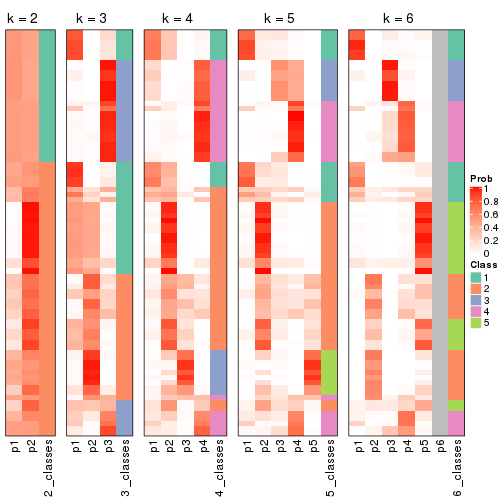 k = 2
k = 3
k = 4
k = 5
k = 6
Prob
1
0.8
0.6
0.4
0.2
0
Class
1
2
3
4
5
p1
p2
2_classes
p1
p2
p3
3_classes
p1
p2
p3
p4
4_classes
p1
p2
p3
p4
p5
5_classes
p1
p2
p3
p4
p5
p6
6_classes